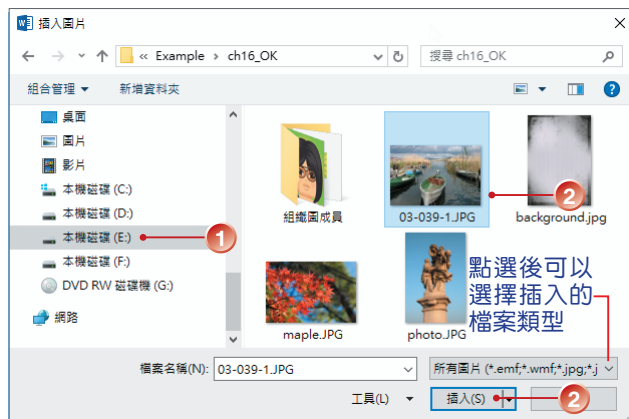 插入圖片
« Example › ch16_OK
搜尋 ch16_OK
組合管理
新增資料夾
桌面
圖片
影片
本機磁碟 (C:)
本機磁碟 (D:)
本機磁碟 (E:)
1
本機磁碟 (F:)
DVD RW 磁碟機 (G:)
網路
組織圖成員
03-039-1.JPG
2
background.jpg
maple.JPG
photo.JPG
點選後可以
選擇插入的
檔案類型
檔案名稱(N):
03-039-1.JPG
所有圖片 (*.emf;*.wmf;*.jpg;*.j
工具(L)
插入(S)
2